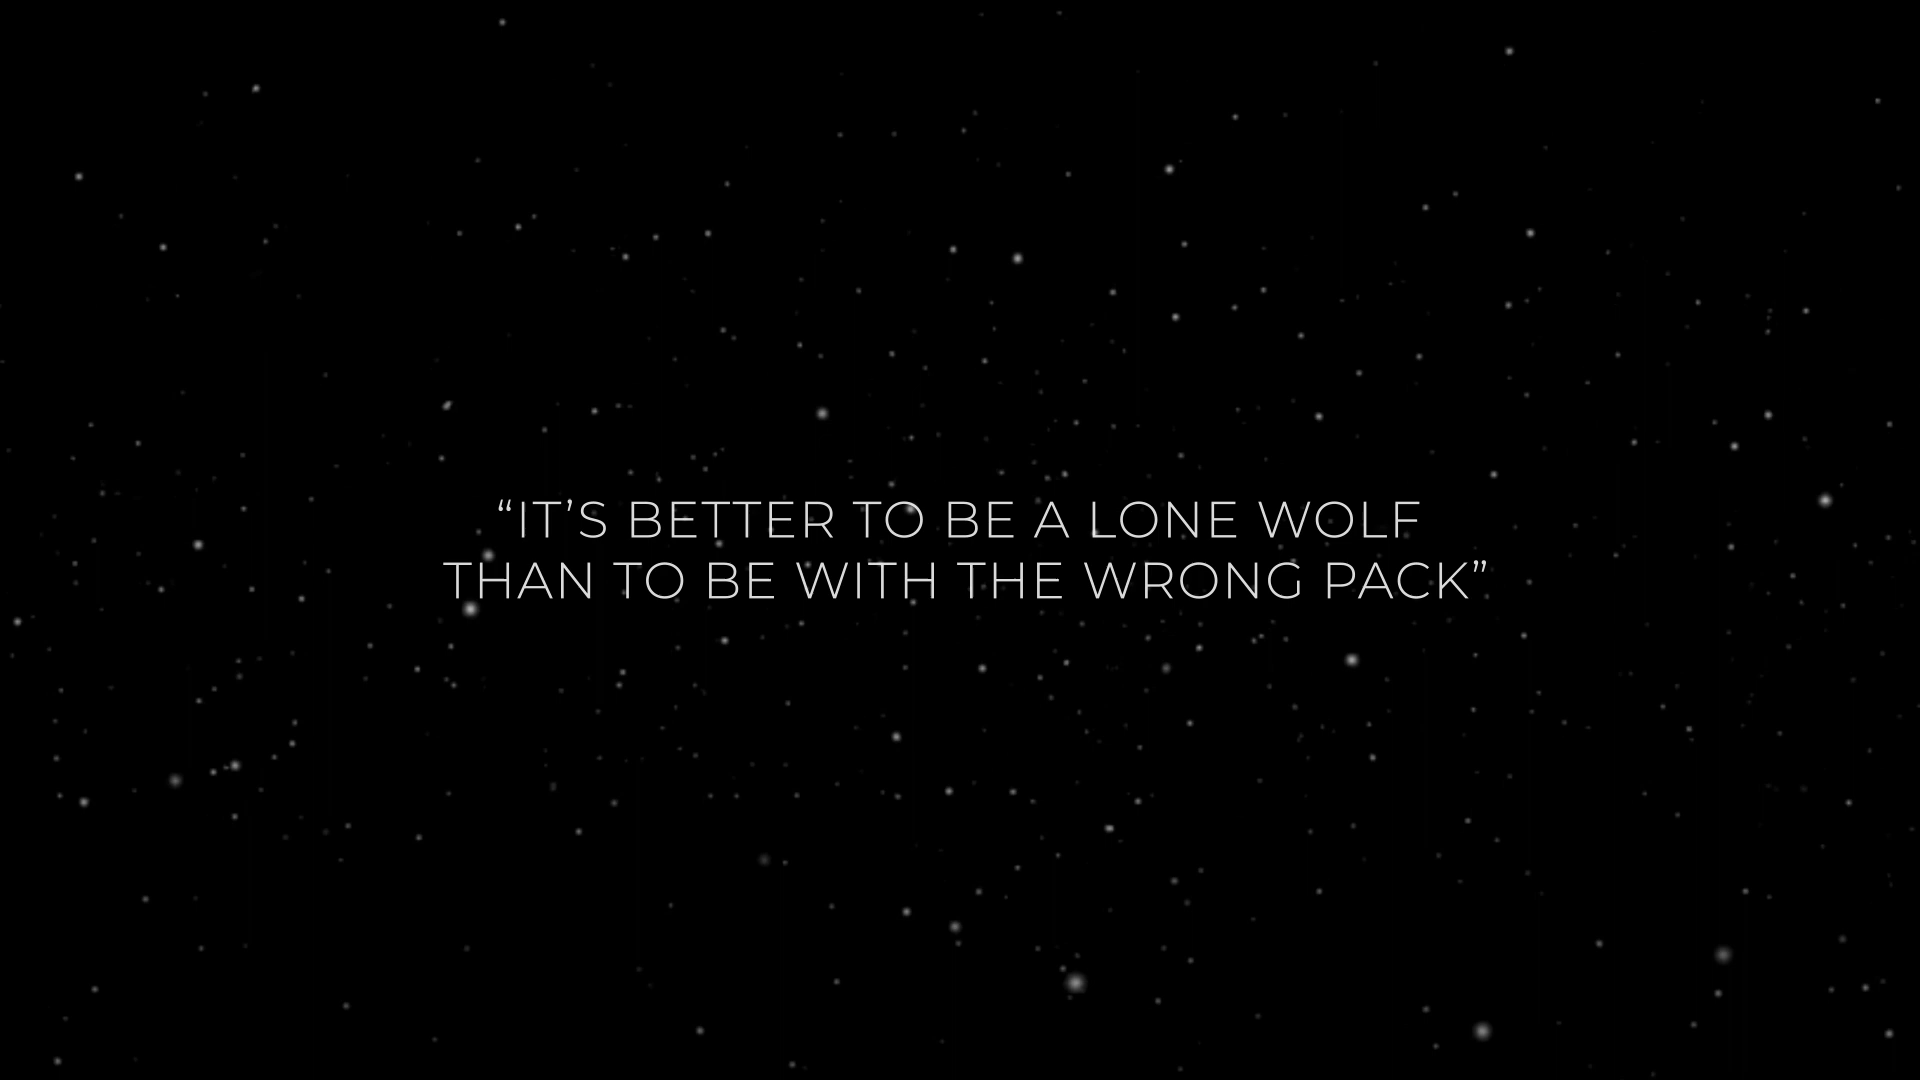 “IT’S BETTER TO BE A LONE WOLF
THAN TO BE WITH THE WRONG PACK”